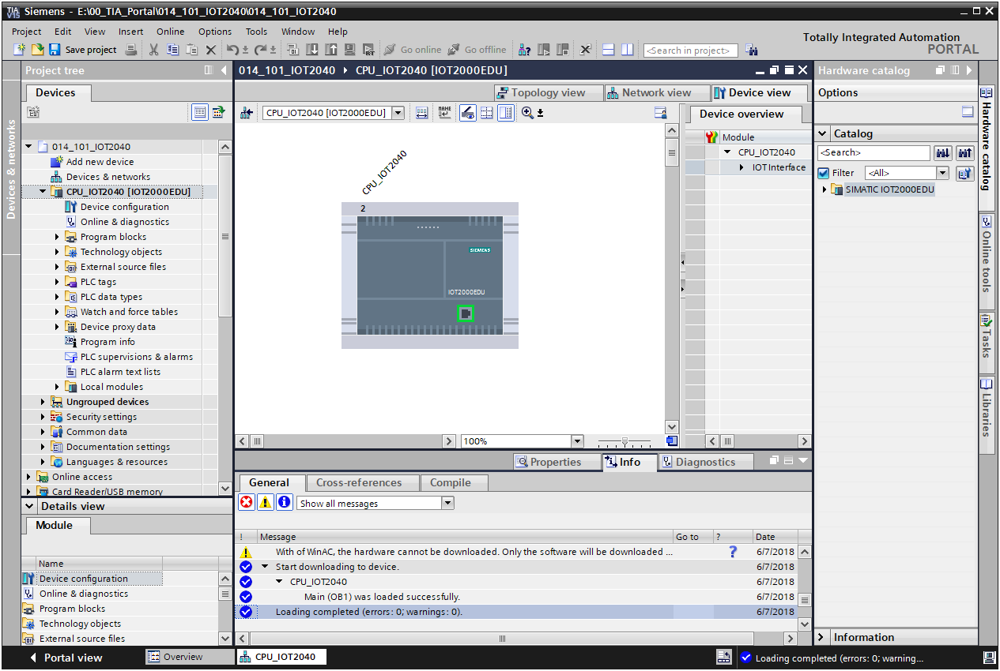 TIA V15 Siemens - E:\00_TIA_Portal\014_101_IOT2040\014_101_IOT2040
Project Edit View Insert Online Options Tools Window Help
Totally Integrated Automation
PORTAL
Save project Go online Go offline <Search in project>
Project tree
Devices
Devices & networks
014_101_IOT2040
Add new device
Devices & networks
CPU_IOT2040 [IOT2000EDU]
Device configuration
Online & diagnostics
Program blocks
Technology objects
External source files
PLC tags
PLC data types
Watch and force tables
Device proxy data
Program info
PLC supervisions & alarms
PLC alarm text lists
Local modules
Ungrouped devices
Security settings
Common data
Documentation settings
Languages & resources
Online access
Card Reader/USB memory
Details view
Module
Name
Device configuration
Online & diagnostics
Program blocks
Technology objects
External source files
014_101_IOT2040 CPU_IOT2040 [IOT2000EDU]
Topology view Network view Device view
CPU_IOT2040 [IOT2000EDU]
CPU_IOT2040
2
SIEMENS
IOT2000EDU
100%
Device overview
Module
CPU_IOT2040
IOT Interface
Properties Info Diagnostics
General Cross-references Compile
Show all messages
! Message Go to ? Date
With of WinAC, the hardware cannot be downloaded. Only the software will be downloaded ... ? 6/7/2018
Start downloading to device. 6/7/2018
CPU_IOT2040 6/7/2018
Main (OB1) was loaded successfully. 6/7/2018
Loading completed (errors: 0; warnings: 0). 6/7/2018
Hardware catalog
Options
Catalog
<Search>
Filter <All>
SIMATIC IOT2000EDU
Information
Hardware catalog
Online tools
Tasks
Libraries
Portal view Overview CPU_IOT2040 Loading completed (errors: 0; warning...